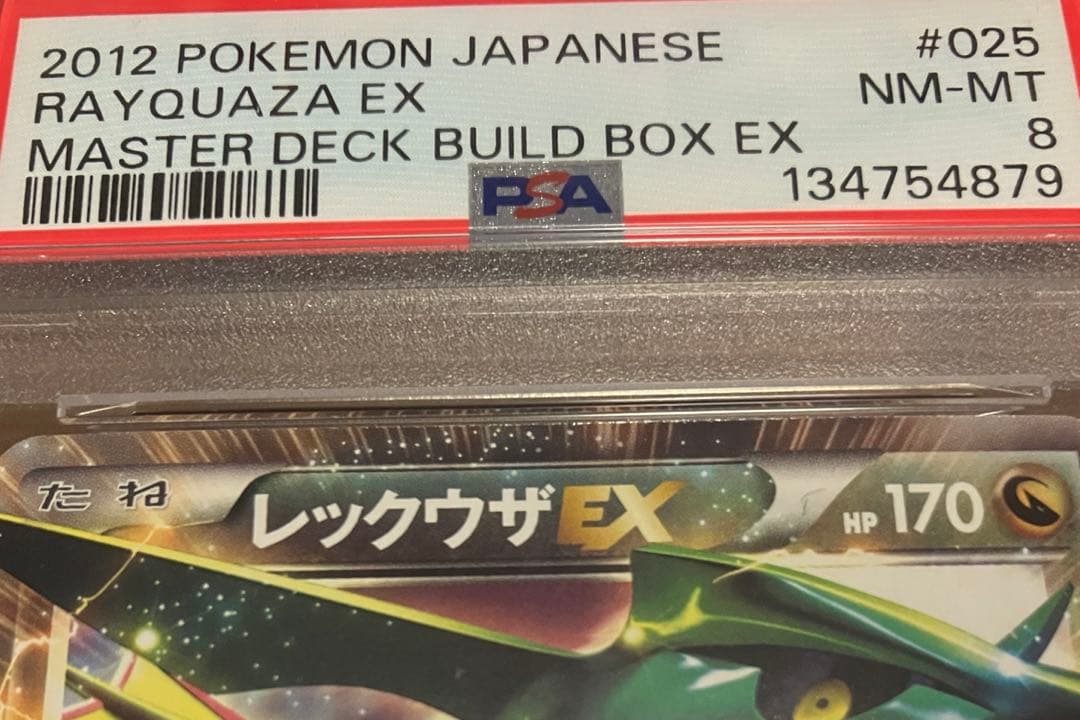 2012 POKEMON JAPANESE #025
RAYQUAZA EX NM-MT
MASTER DECK BUILD BOX EX 8
PSA 134754879
たね レックウザEX HP 170